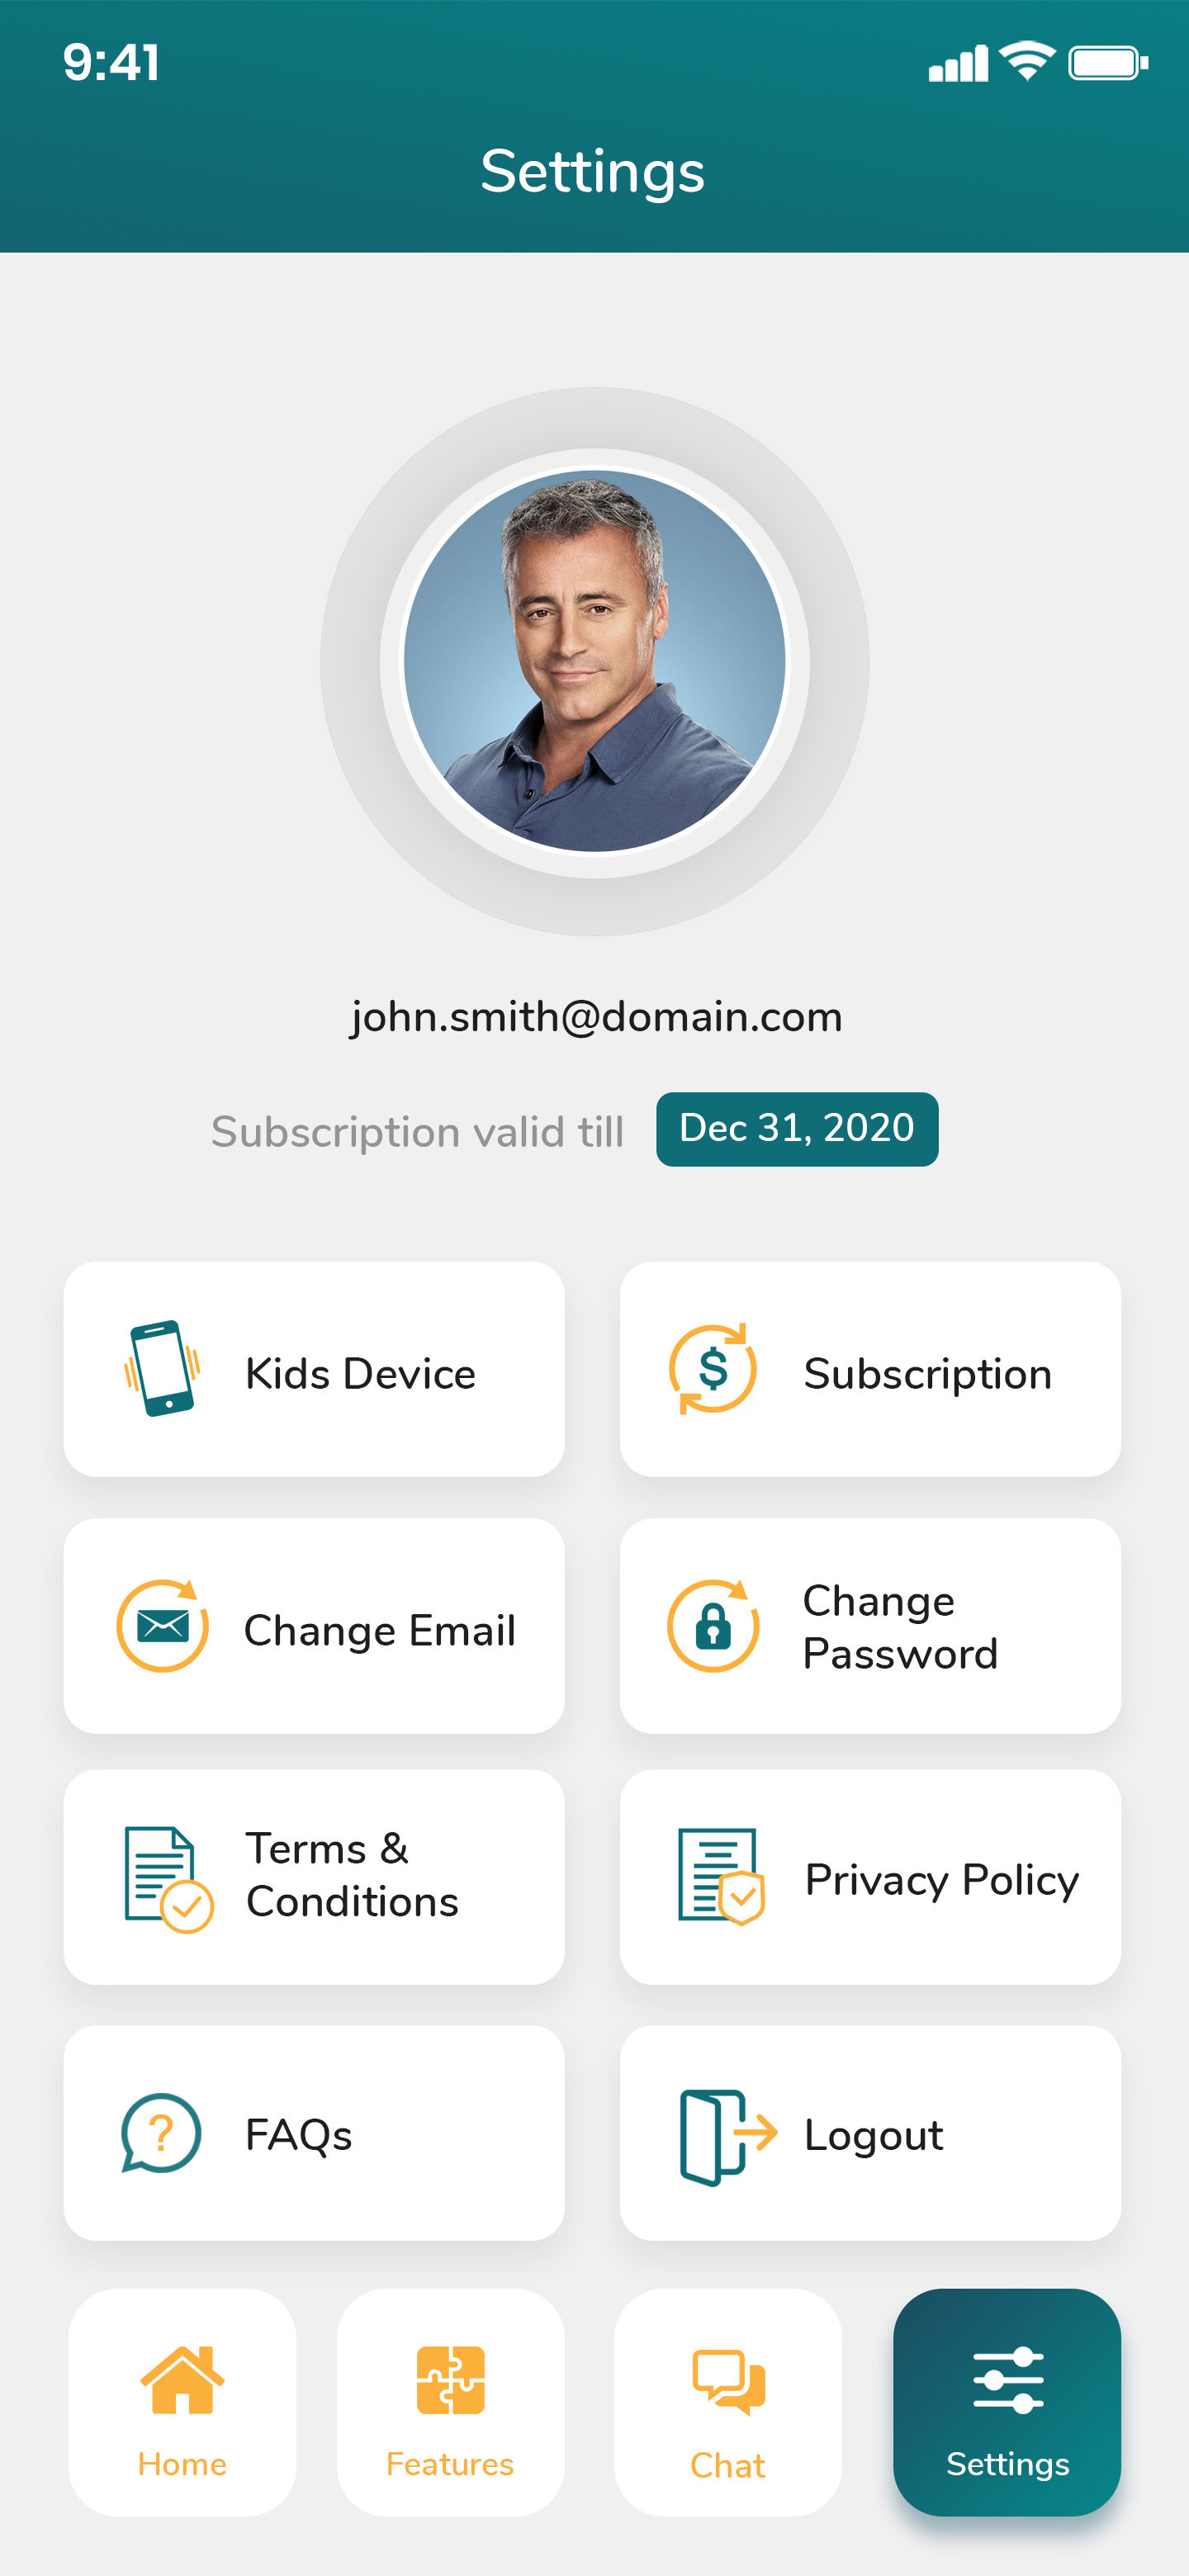 9:41
Settings
john.smith@domain.com
Subscription valid till Dec 31, 2020
Kids Device
$ Subscription
Change Email
Change
Password
Terms &
Conditions
Privacy Policy
? FAQs
Logout
Home Features Chat Settings